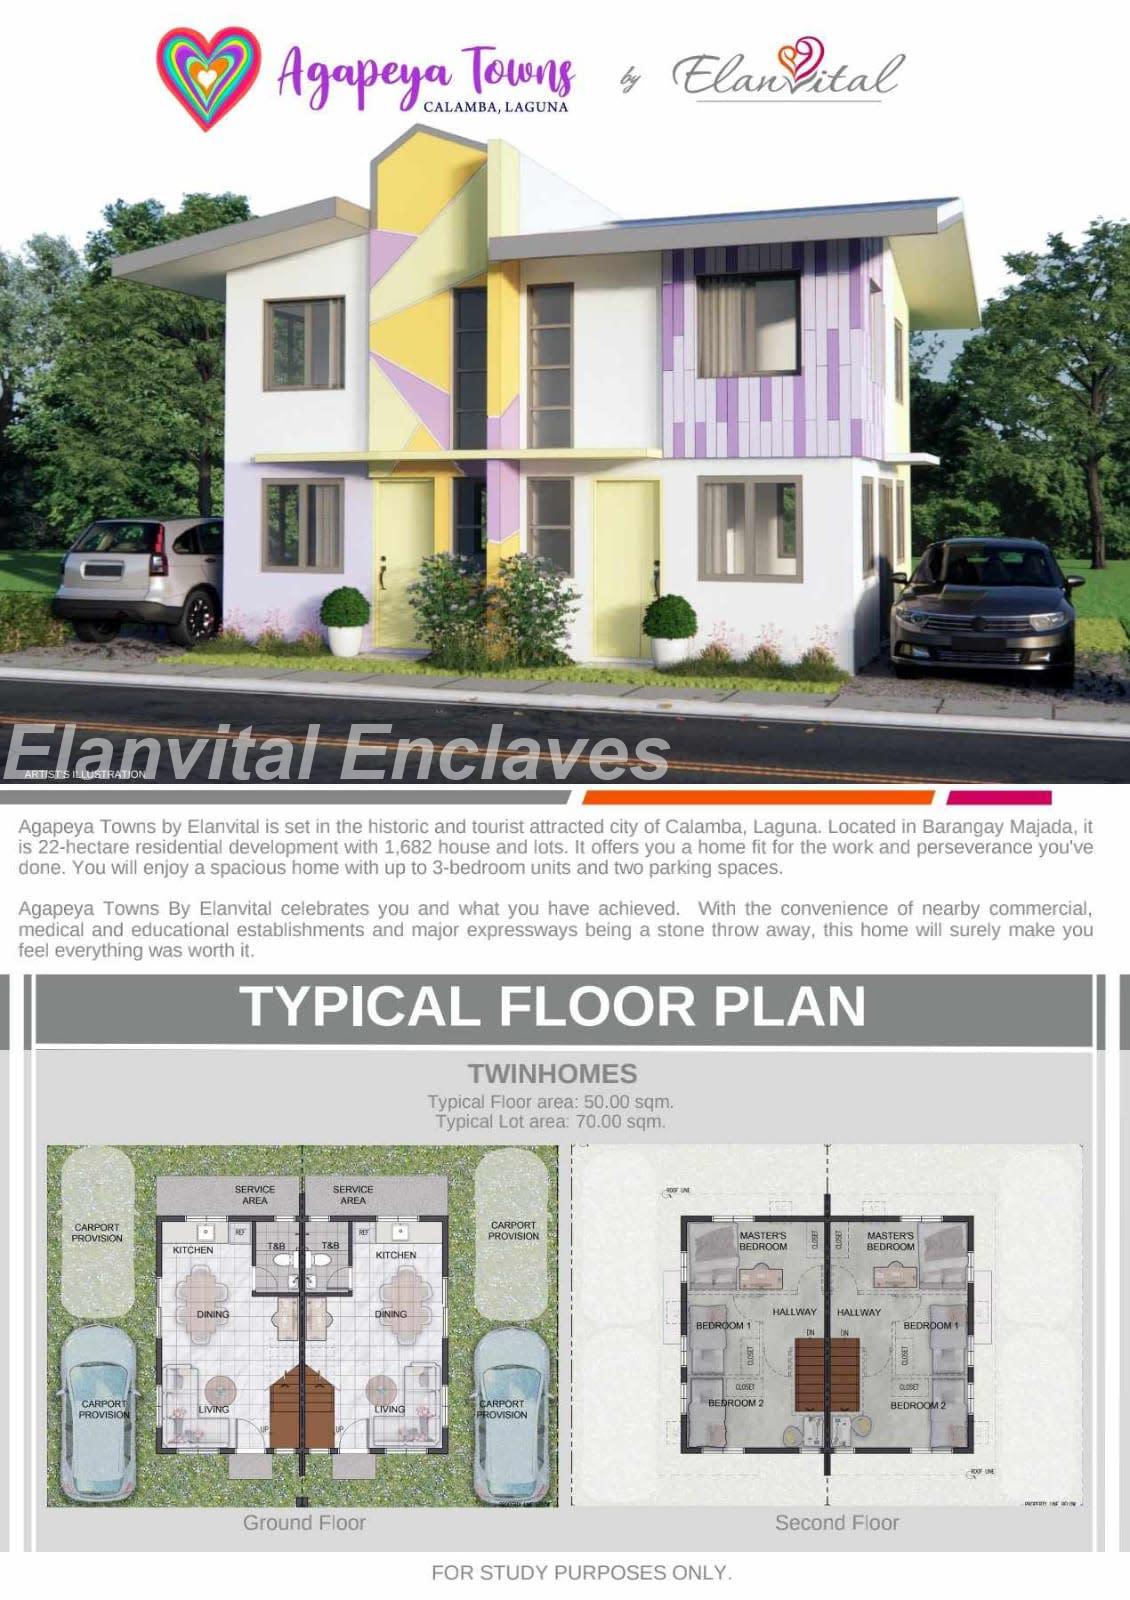 Agapeya Towns by ElanVital
CALAMBA, LAGUNA
Elanvital Enclaves
ARTIST'S ILLUSTRATION
Agapeya Towns by Elanvital is set in the historic and tourist attracted city of Calamba, Laguna. Located in Barangay Majada, it
is 22-hectare residential development with 1,682 house and lots. It offers you a home fit for the work and perseverance you've
done. You will enjoy a spacious home with up to 3-bedroom units and two parking spaces.
Agapeya Towns By Elanvital celebrates you and what you have achieved. With the convenience of nearby commercial,
medical and educational establishments and major expressways being a stone throw away, this home will surely make you
feel everything was worth it.
TYPICAL FLOOR PLAN
TWINHOMES
Typical Floor area: 50.00 sqm.
Typical Lot area: 70.00 sqm.
SERVICE
AREA
SERVICE
AREA
CARPORT
PROVISION
CARPORT
PROVISION
KITCHEN
REF
T&B
T&B
REF
KITCHEN
DINING
DINING
LIVING
LIVING
CARPORT
PROVISION
CARPORT
PROVISION
UP
UP
Ground Floor
ROOF LINE
MASTER'S
BEDROOM
CLOSET
CLOSET
MASTER'S
BEDROOM
HALLWAY
HALLWAY
BEDROOM 1
BEDROOM 1
DN
DN
CLOSET
CLOSET
CLOSET
CLOSET
BEDROOM 2
BEDROOM 2
ROOF LINE
PROPERTY LINE BELOW
Second Floor
FOR STUDY PURPOSES ONLY.